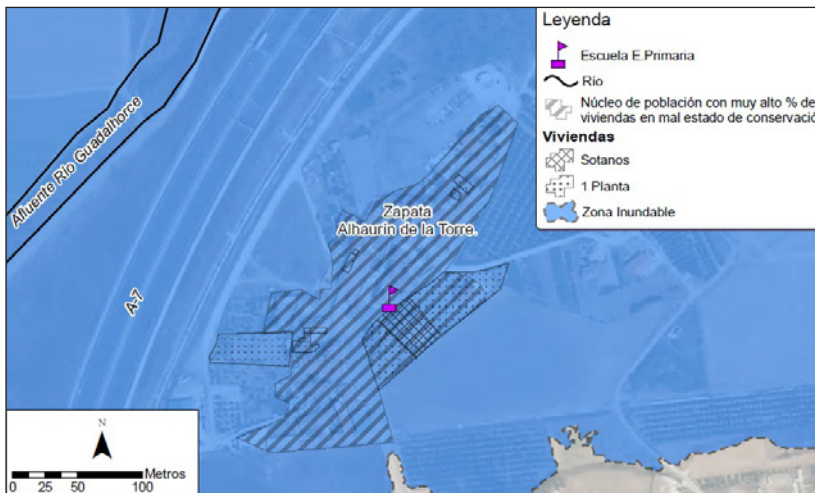 Leyenda
Escuela E.Primaria
Río
Núcleo de población con muy alto % de
viviendas en mal estado de conservació
Viviendas
Sotanos
1 Planta
Zona Inundable
Afluente Río Guadalhorce
Zapata
Alhaurín de la Torre.
A-7
N
Metros
0 25 50 100